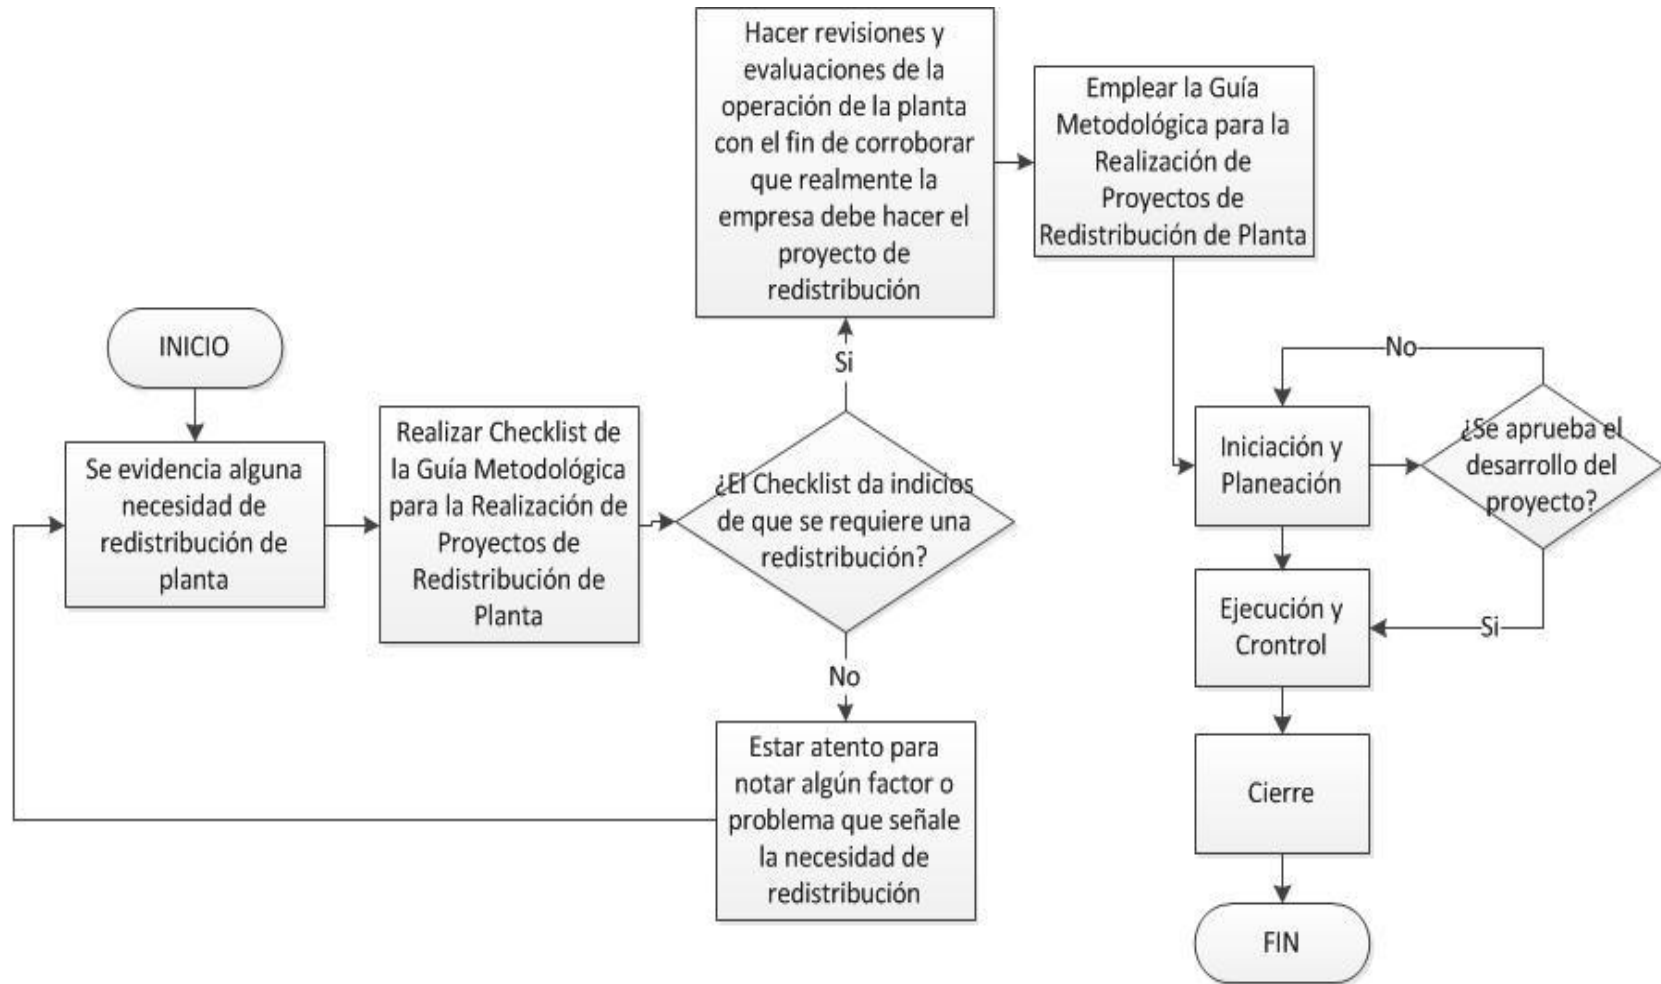 INICIO
Se evidencia alguna
necesidad de
redistribución de
planta
Realizar Checklist de
la Guía Metodológica
para la Realización de
Proyectos de
Redistribución de
Planta
¿El Checklist da indicios
de que se requiere una
redistribución?
Si
Hacer revisiones y
evaluaciones de la
operación de la planta
con el fin de corroborar
que realmente la
empresa debe hacer el
proyecto de
redistribución
No
Estar atento para
notar algún factor o
problema que señale
la necesidad de
redistribución
Emplear la Guía
Metodológica para la
Realización de
Proyectos de
Redistribución de Planta
Iniciación y
Planeación
¿Se aprueba el
desarrollo del
proyecto?
No
Si
Ejecución y
Crontrol
Cierre
FIN